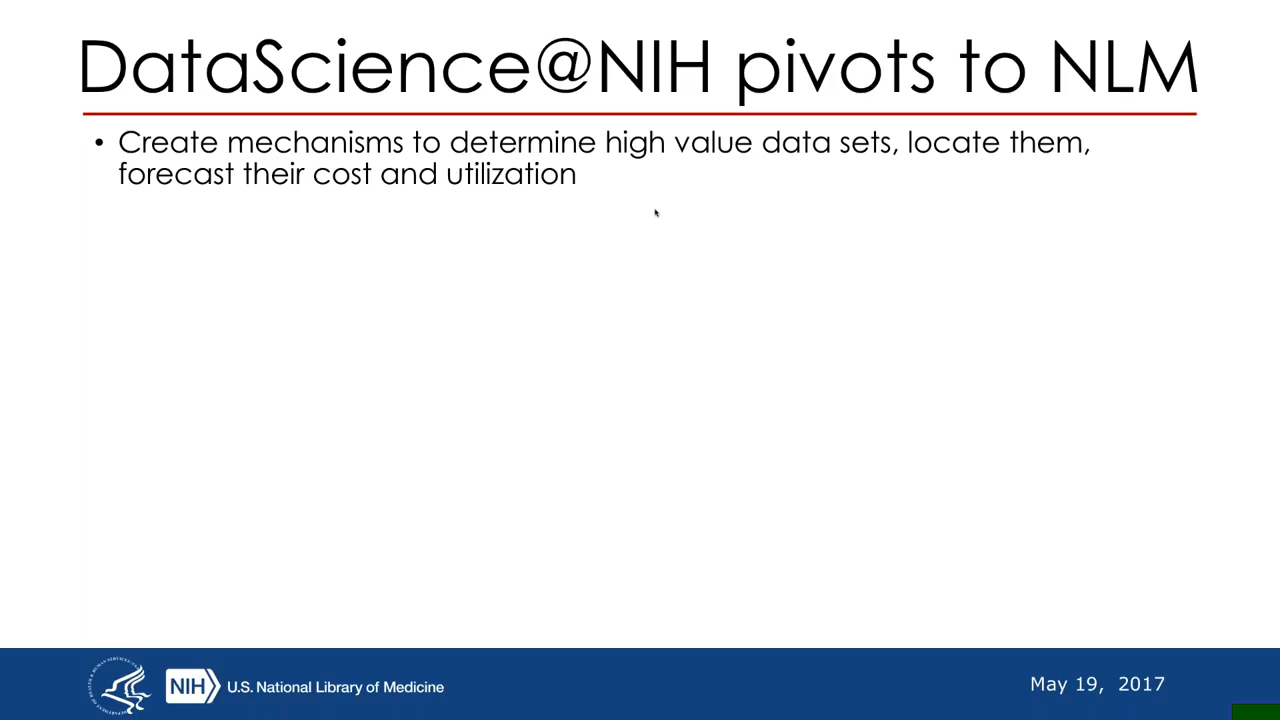 DataScience@NIH pivots to NLM
• Create mechanisms to determine high value data sets, locate them,
forecast their cost and utilization
NIH U.S. National Library of Medicine
May 19, 2017